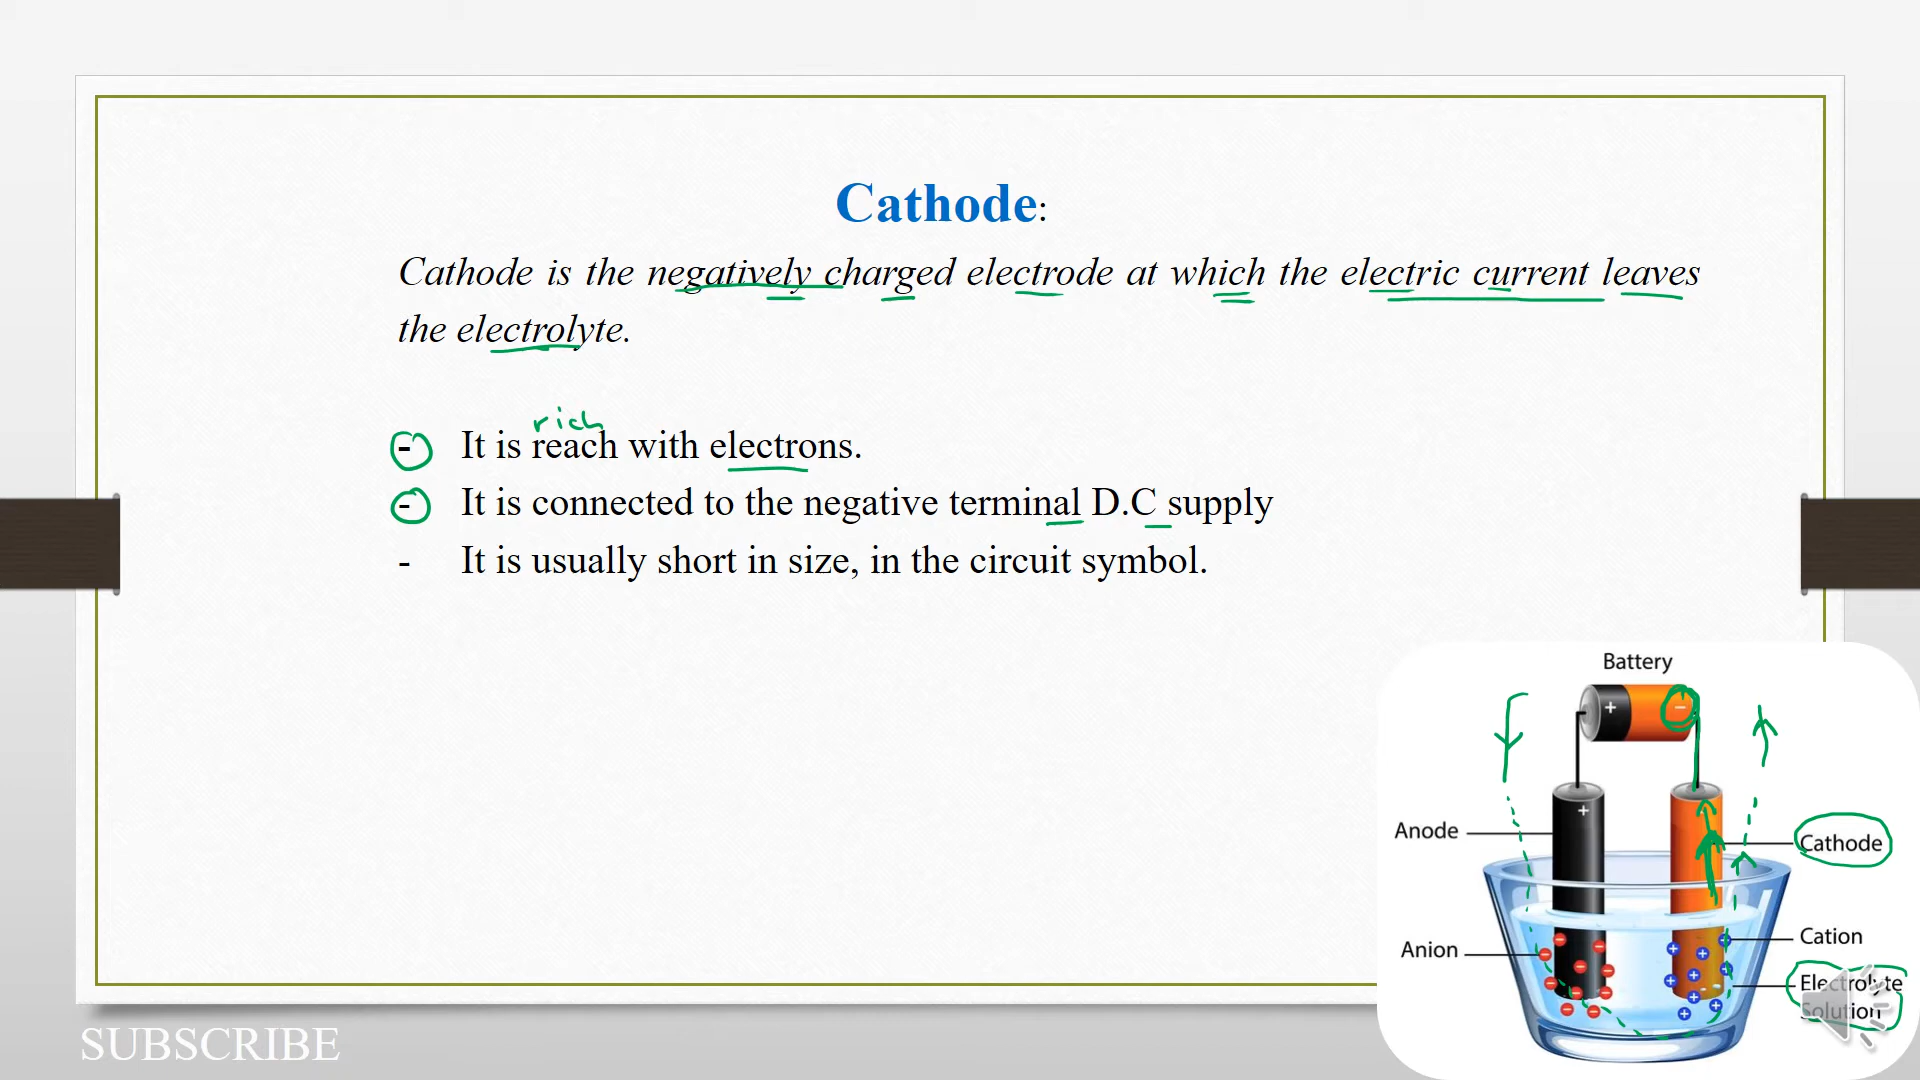 Cathode:
Cathode is the negatively charged electrode at which the electric current leaves
the electrolyte.
rich
- It is reach with electrons.
- It is connected to the negative terminal D.C supply
- It is usually short in size, in the circuit symbol.
Battery
+ −
+
Anode
Cathode
Cation
Anion
Electrolyte
Solution
SUBSCRIBE